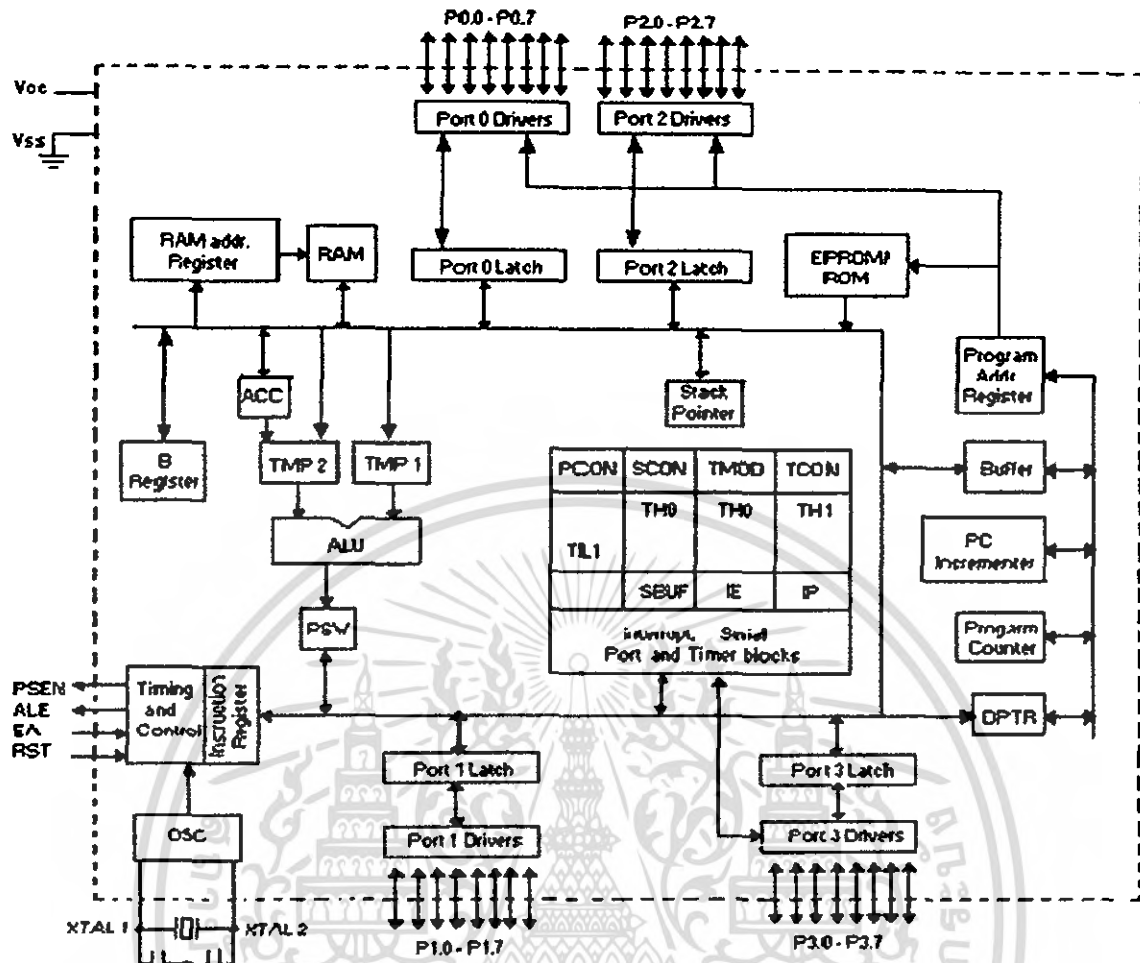 P0.0 - P0.7
P2.0 - P2.7
Vcc
Vss
Port 0 Drivers
Port 2 Drivers
RAM addr.
Register
RAM
Port 0 Latch
Port 2 Latch
EPROM/
ROM
Program
Addr
Register
ACC
Stack
Pointer
B
Register
TMP 2
TMP 1
PCON SCON TMOD TCON
TH0 TH0 TH1
TIL1
SBUF IE IP
Interrupt, Serial
Port and Timer blocks
Buffer
ALU
PC
Incrementer
PSW
Progarm
Counter
PSEN
ALE
EA
RST
Timing
and
Control
Instruction
Register
DPTR
Port 1 Latch
Port 3 Latch
OSC
Port 1 Drivers
Port 3 Drivers
XTAL 1
XTAL 2
P1.0 - P1.7
P3.0 - P3.7